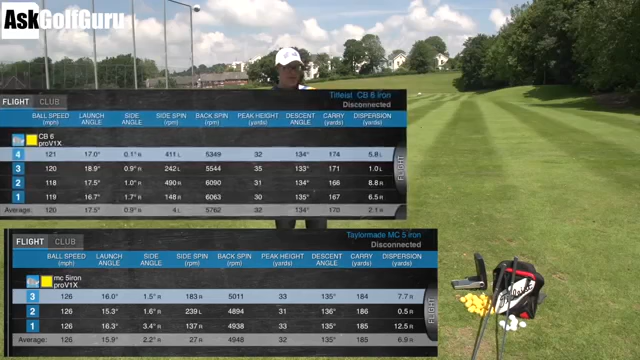 AskGolfGuru
Titleist CB 6 iron
FLIGHT CLUB Disconnected
BALL SPEED (mph) LAUNCH ANGLE SIDE ANGLE SIDE SPIN (rpm) BACK SPIN (rpm) PEAK HEIGHT (yards) DESCENT ANGLE CARRY (yards) DISPERSION (yards)
CB 6
proV1X
4 121 17.0° 0.1° R 411 L 5349 32 134° 174 5.8 L
3 120 18.9° 0.9° R 242 L 5544 35 133° 171 1.0 L
2 118 17.5° 1.0° R 490 R 6090 31 134° 166 8.8 R
1 119 16.7° 1.7° R 148 R 6063 30 135° 167 6.5 R
Average: 120 17.5° 0.9° R 4 L 5762 32 134° 170 2.1 R
FLIGHT
Taylormade MC 5 iron
FLIGHT CLUB Disconnected
BALL SPEED (mph) LAUNCH ANGLE SIDE ANGLE SIDE SPIN (rpm) BACK SPIN (rpm) PEAK HEIGHT (yards) DESCENT ANGLE CARRY (yards) DISPERSION (yards)
mc 5iron
proV1X
3 126 16.0° 1.5° R 183 R 5011 33 135° 184 7.7 R
2 126 15.3° 1.6° R 239 L 4894 31 136° 186 0.5 R
1 126 16.3° 3.4° R 137 R 4938 33 135° 185 12.5 R
Average: 126 15.9° 2.2° R 27 R 4948 32 135° 185 6.9 R
FLIGHT